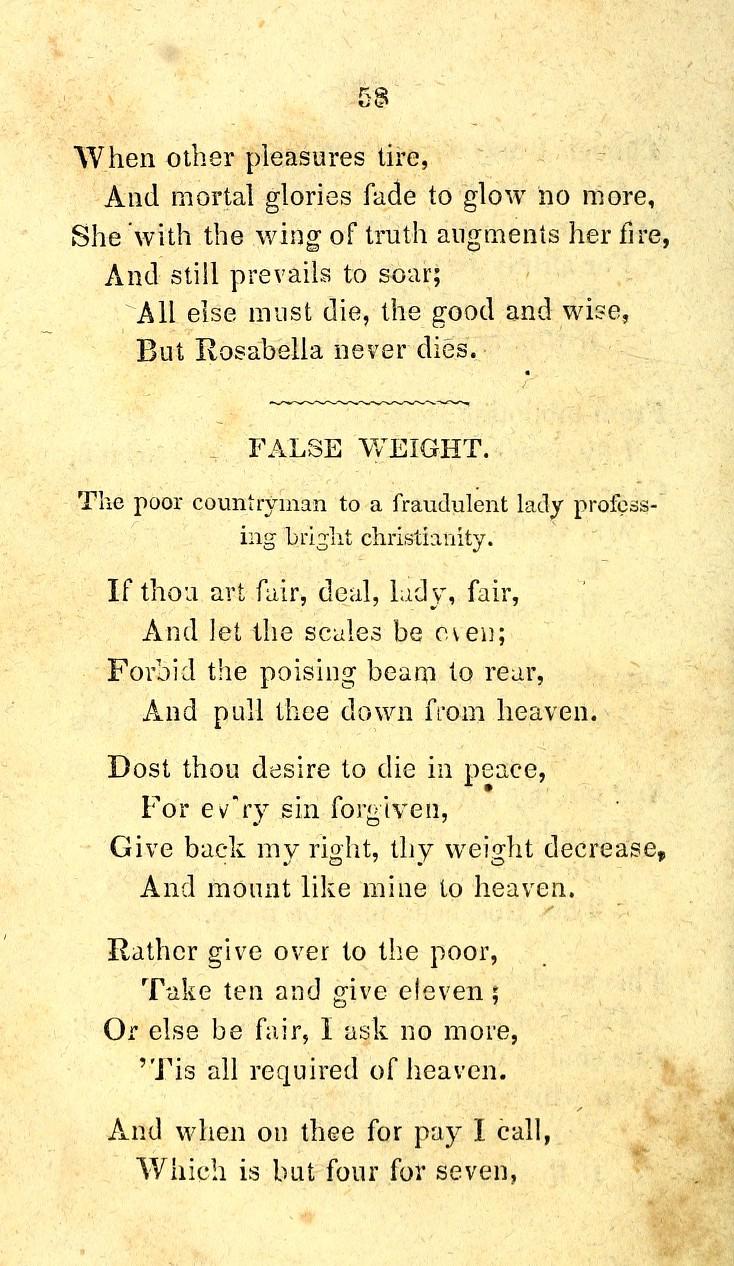 58
When other pleasures tire,
And mortal glories fade to glow no more,
She with the wing of truth augments her fire,
And still prevails to soar;
All else must die, the good and wise,
But Rosabella never dies.
FALSE WEIGHT.
The poor countryman to a fraudulent lady profess-
ing bright christianity.
If thou art fair, deal, lady, fair,
And let the scales be even;
Forbid the poising beam to rear,
And pull thee down from heaven.
Dost thou desire to die in peace,
For ev'ry sin forgiven,
Give back my right, thy weight decrease,
And mount like mine to heaven.
Rather give over to the poor,
Take ten and give eleven;
Or else be fair, I ask no more,
'Tis all required of heaven.
And when on thee for pay I call,
Which is but four for seven,